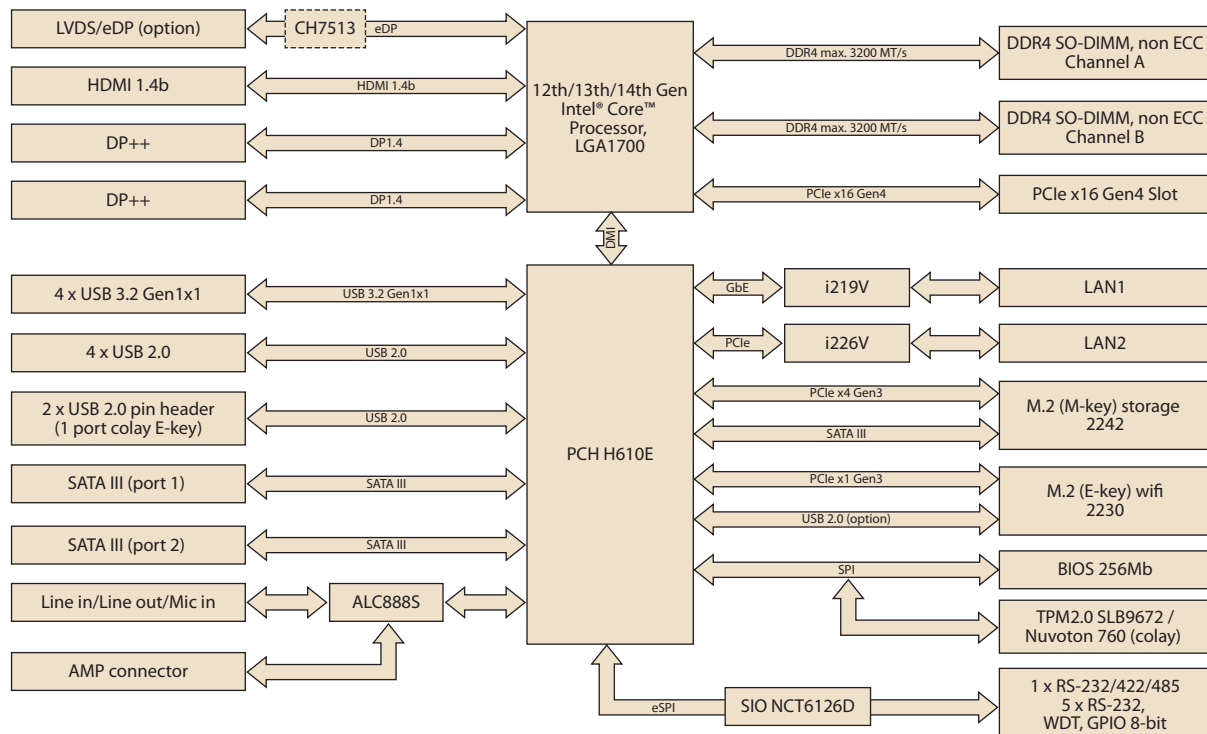 LVDS/eDP (option)
CH7513
eDP
HDMI 1.4b
HDMI 1.4b
DP++
DP1.4
DP++
DP1.4
12th/13th/14th Gen
Intel® Core™
Processor,
LGA1700
DDR4 max. 3200 MT/s
DDR4 SO-DIMM, non ECC
Channel A
DDR4 max. 3200 MT/s
DDR4 SO-DIMM, non ECC
Channel B
PCIe x16 Gen4
PCIe x16 Gen4 Slot
DMI
4 x USB 3.2 Gen1x1
USB 3.2 Gen1x1
4 x USB 2.0
USB 2.0
2 x USB 2.0 pin header
(1 port colay E-key)
USB 2.0
SATA III (port 1)
SATA III
SATA III (port 2)
SATA III
Line in/Line out/Mic in
ALC888S
AMP connector
PCH H610E
GbE
i219V
LAN1
PCIe
i226V
LAN2
PCIe x4 Gen3
SATA III
M.2 (M-key) storage
2242
PCIe x1 Gen3
USB 2.0 (option)
M.2 (E-key) wifi
2230
SPI
BIOS 256Mb
TPM2.0 SLB9672 /
Nuvoton 760 (colay)
eSPI
SIO NCT6126D
1 x RS-232/422/485
5 x RS-232,
WDT, GPIO 8-bit